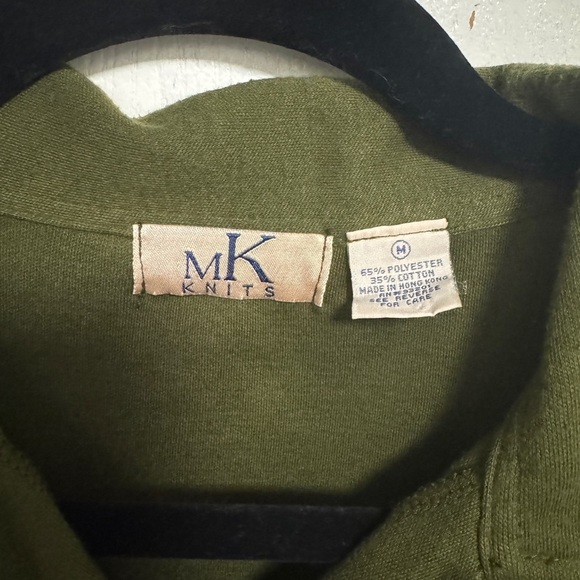 MK
KNITS
M
65% POLYESTER
35% COTTON
MADE IN HONG KONG
SEE REVERSE
FOR CARE